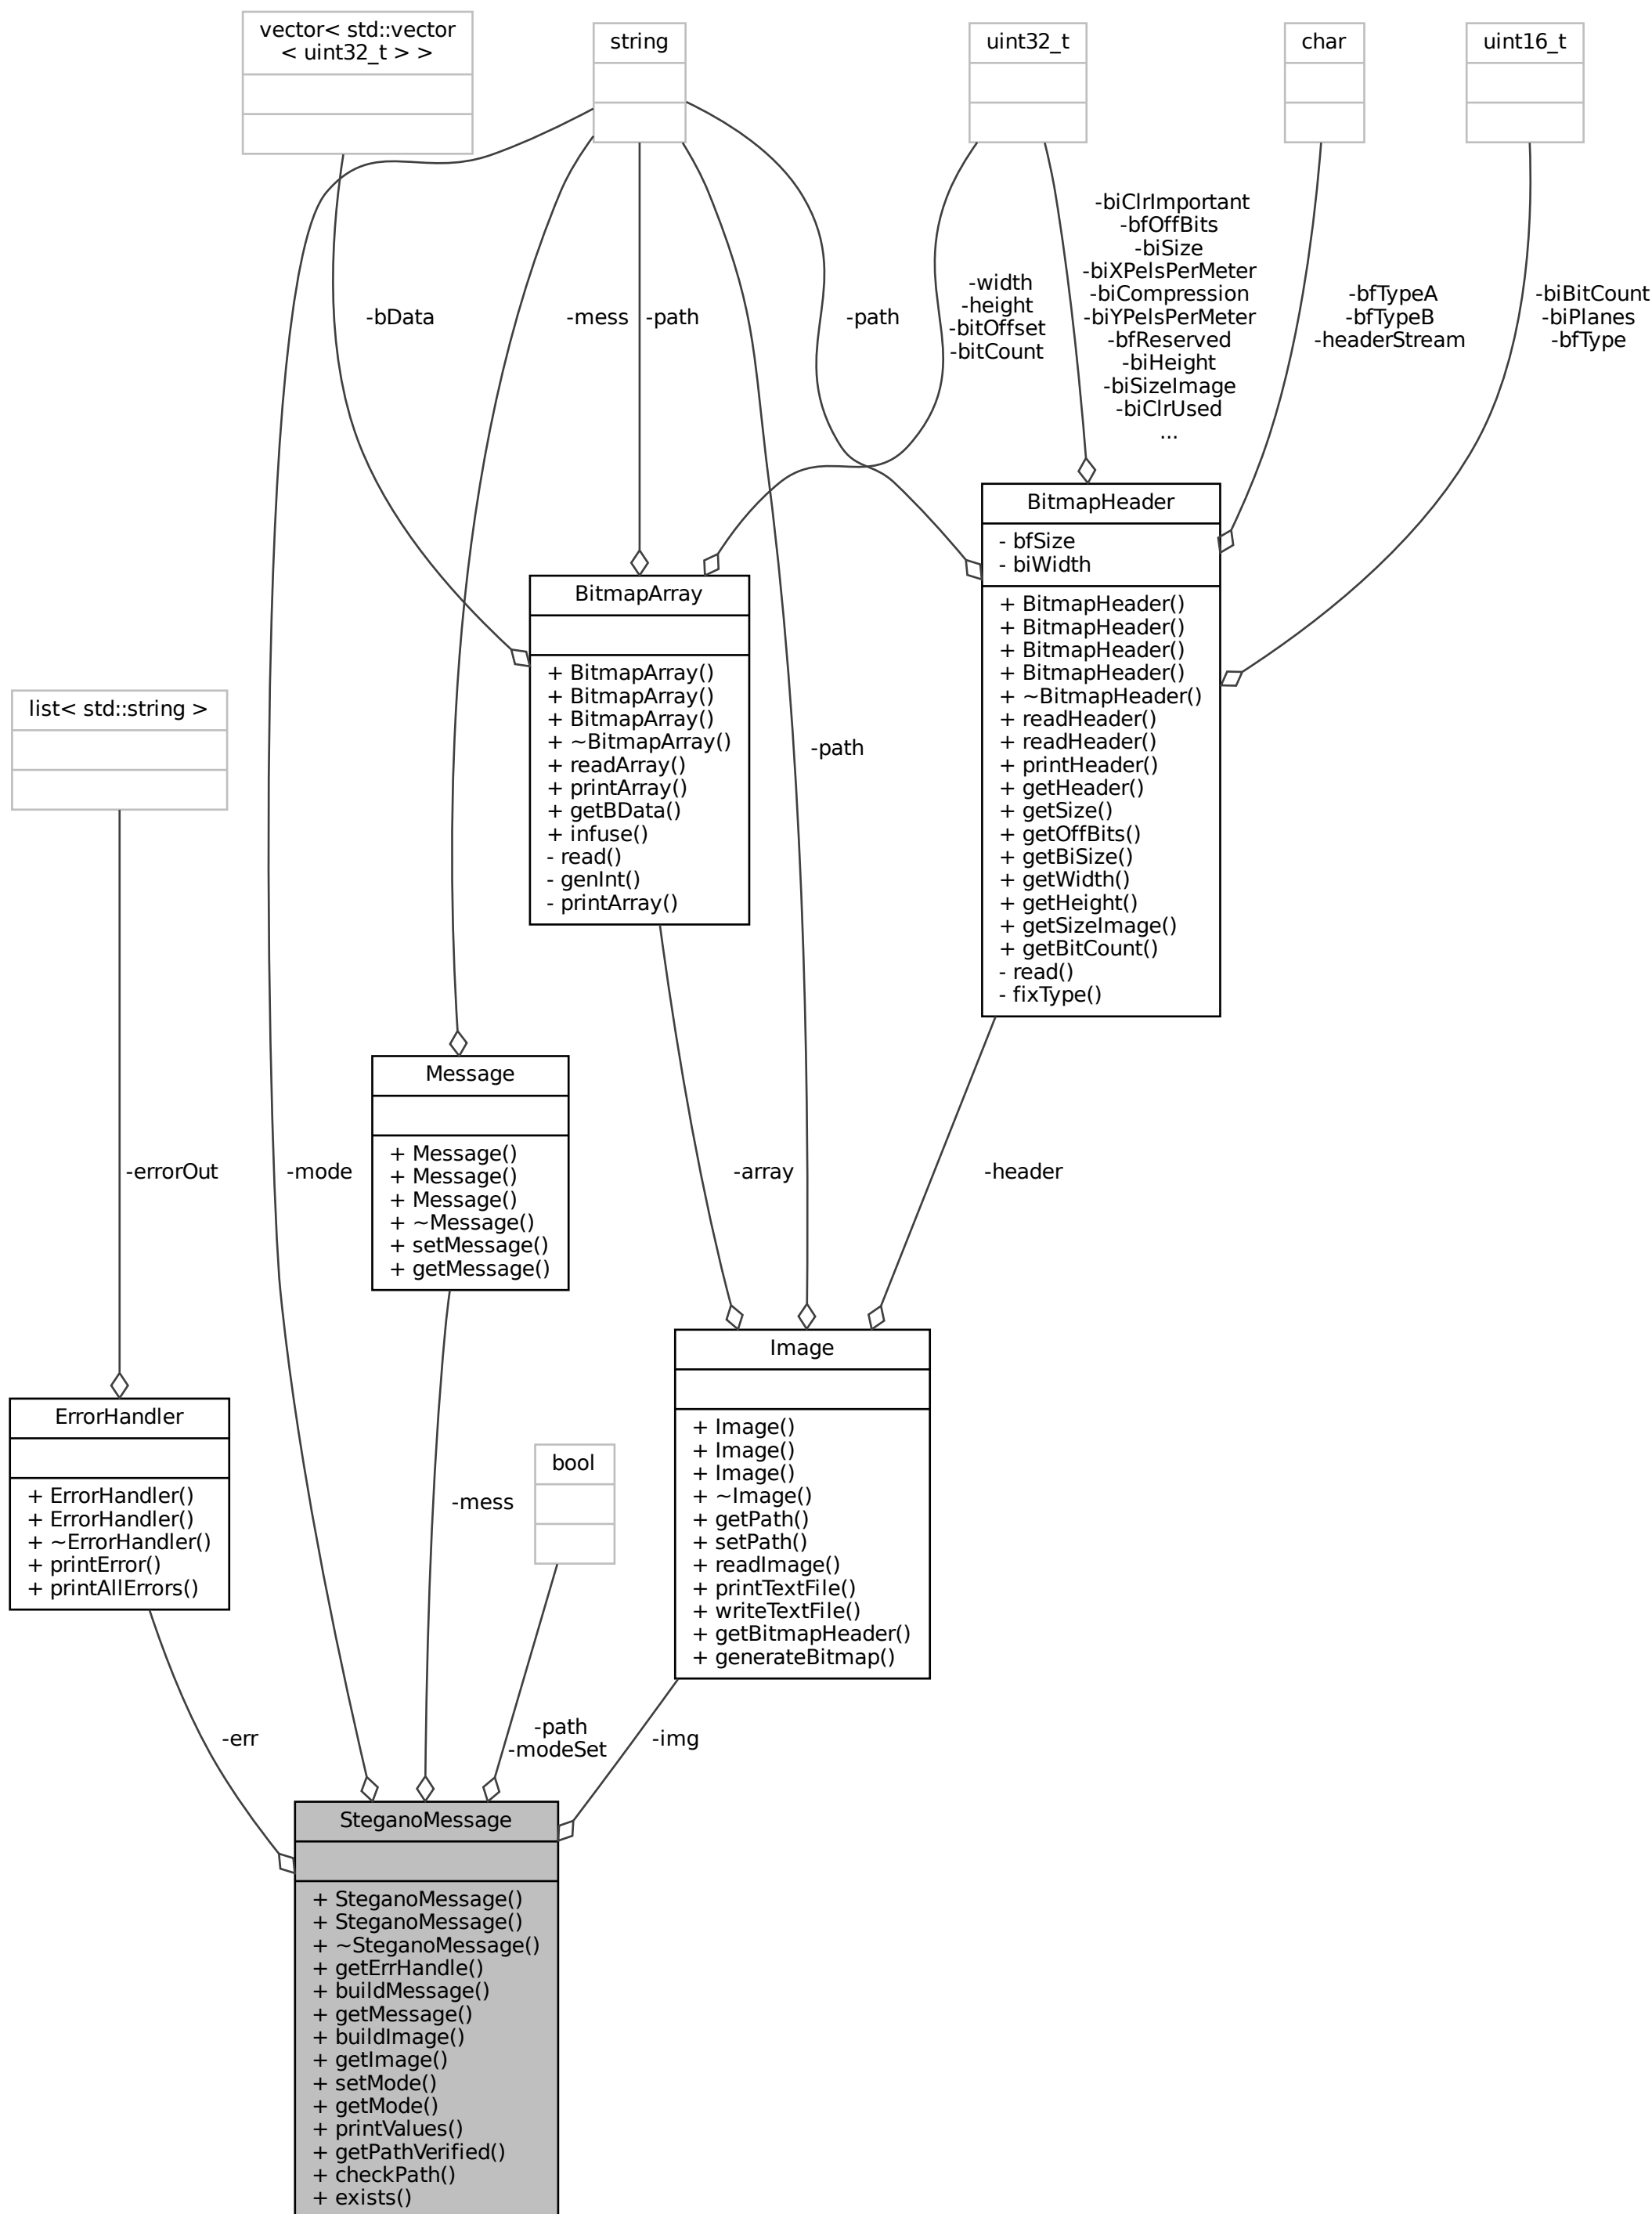 vector< std::vector
< uint32_t > >
string
uint32_t
char
uint16_t
-biClrImportant
-bfOffBits
-biSize
-biXPelsPerMeter
-biCompression
-biYPelsPerMeter
-bfReserved
-biHeight
-biSizeImage
-biClrUsed
...
-width
-height
-bitOffset
-bitCount
-bfTypeA
-bfTypeB
-headerStream
-biBitCount
-biPlanes
-bfType
-bData
-mess
-path
-path
BitmapHeader
- bfSize
- biWidth
+ BitmapHeader()
+ BitmapHeader()
+ BitmapHeader()
+ BitmapHeader()
+ ~BitmapHeader()
+ readHeader()
+ readHeader()
+ printHeader()
+ getHeader()
+ getSize()
+ getOffBits()
+ getBiSize()
+ getWidth()
+ getHeight()
+ getSizeImage()
+ getBitCount()
- read()
- fixType()
BitmapArray
+ BitmapArray()
+ BitmapArray()
+ BitmapArray()
+ ~BitmapArray()
+ readArray()
+ printArray()
+ getBData()
+ infuse()
- read()
- genInt()
- printArray()
list< std::string >
-path
Message
+ Message()
+ Message()
+ Message()
+ ~Message()
+ setMessage()
+ getMessage()
-errorOut
-mode
-array
-header
Image
+ Image()
+ Image()
+ Image()
+ ~Image()
+ getPath()
+ setPath()
+ readImage()
+ printTextFile()
+ writeTextFile()
+ getBitmapHeader()
+ generateBitmap()
ErrorHandler
+ ErrorHandler()
+ ErrorHandler()
+ ~ErrorHandler()
+ printError()
+ printAllErrors()
bool
-mess
-err
-path
-modeSet
-img
SteganoMessage
+ SteganoMessage()
+ SteganoMessage()
+ ~SteganoMessage()
+ getErrHandle()
+ buildMessage()
+ getMessage()
+ buildImage()
+ getImage()
+ setMode()
+ getMode()
+ printValues()
+ getPathVerified()
+ checkPath()
+ exists()